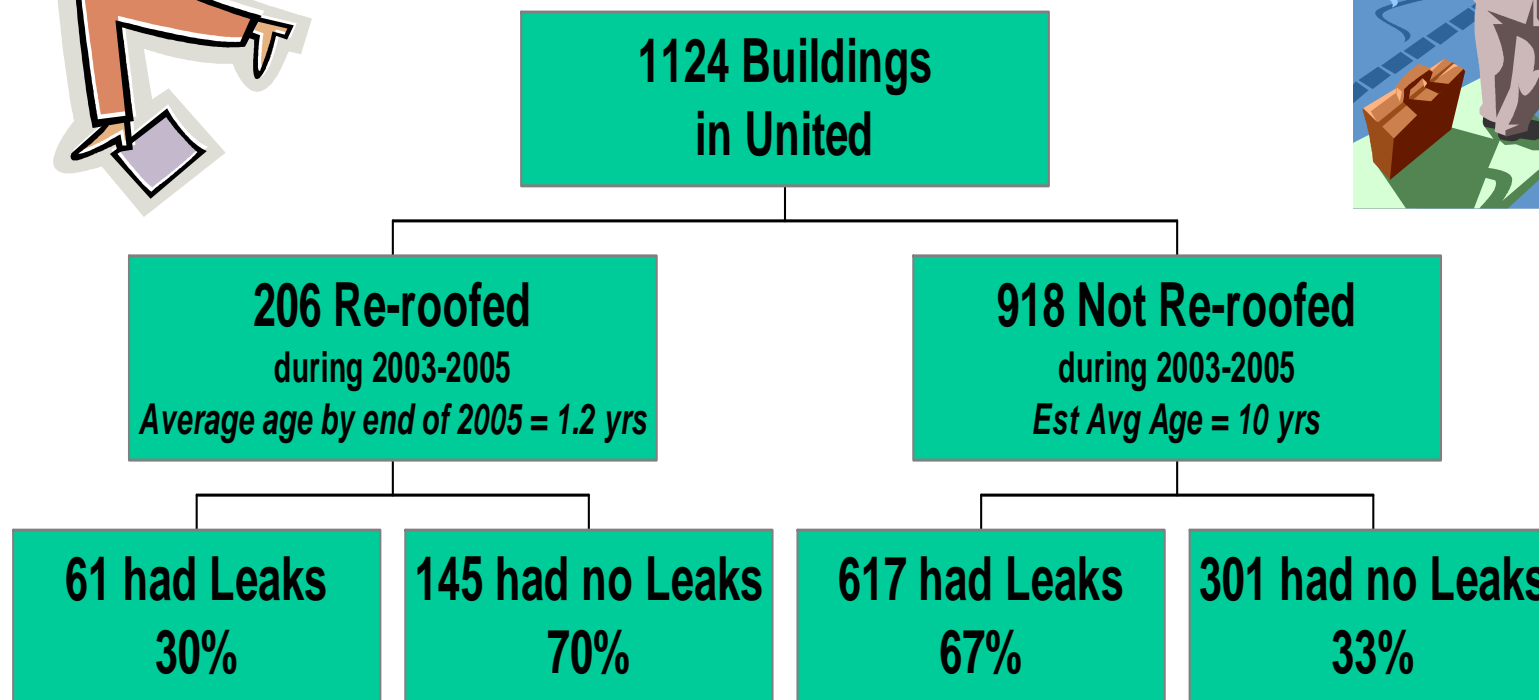 1124 Buildings
in United
206 Re-roofed
during 2003-2005
Average age by end of 2005 = 1.2 yrs
918 Not Re-roofed
during 2003-2005
Est Avg Age = 10 yrs
61 had Leaks
30%
145 had no Leaks
70%
617 had Leaks
67%
301 had no Leaks
33%